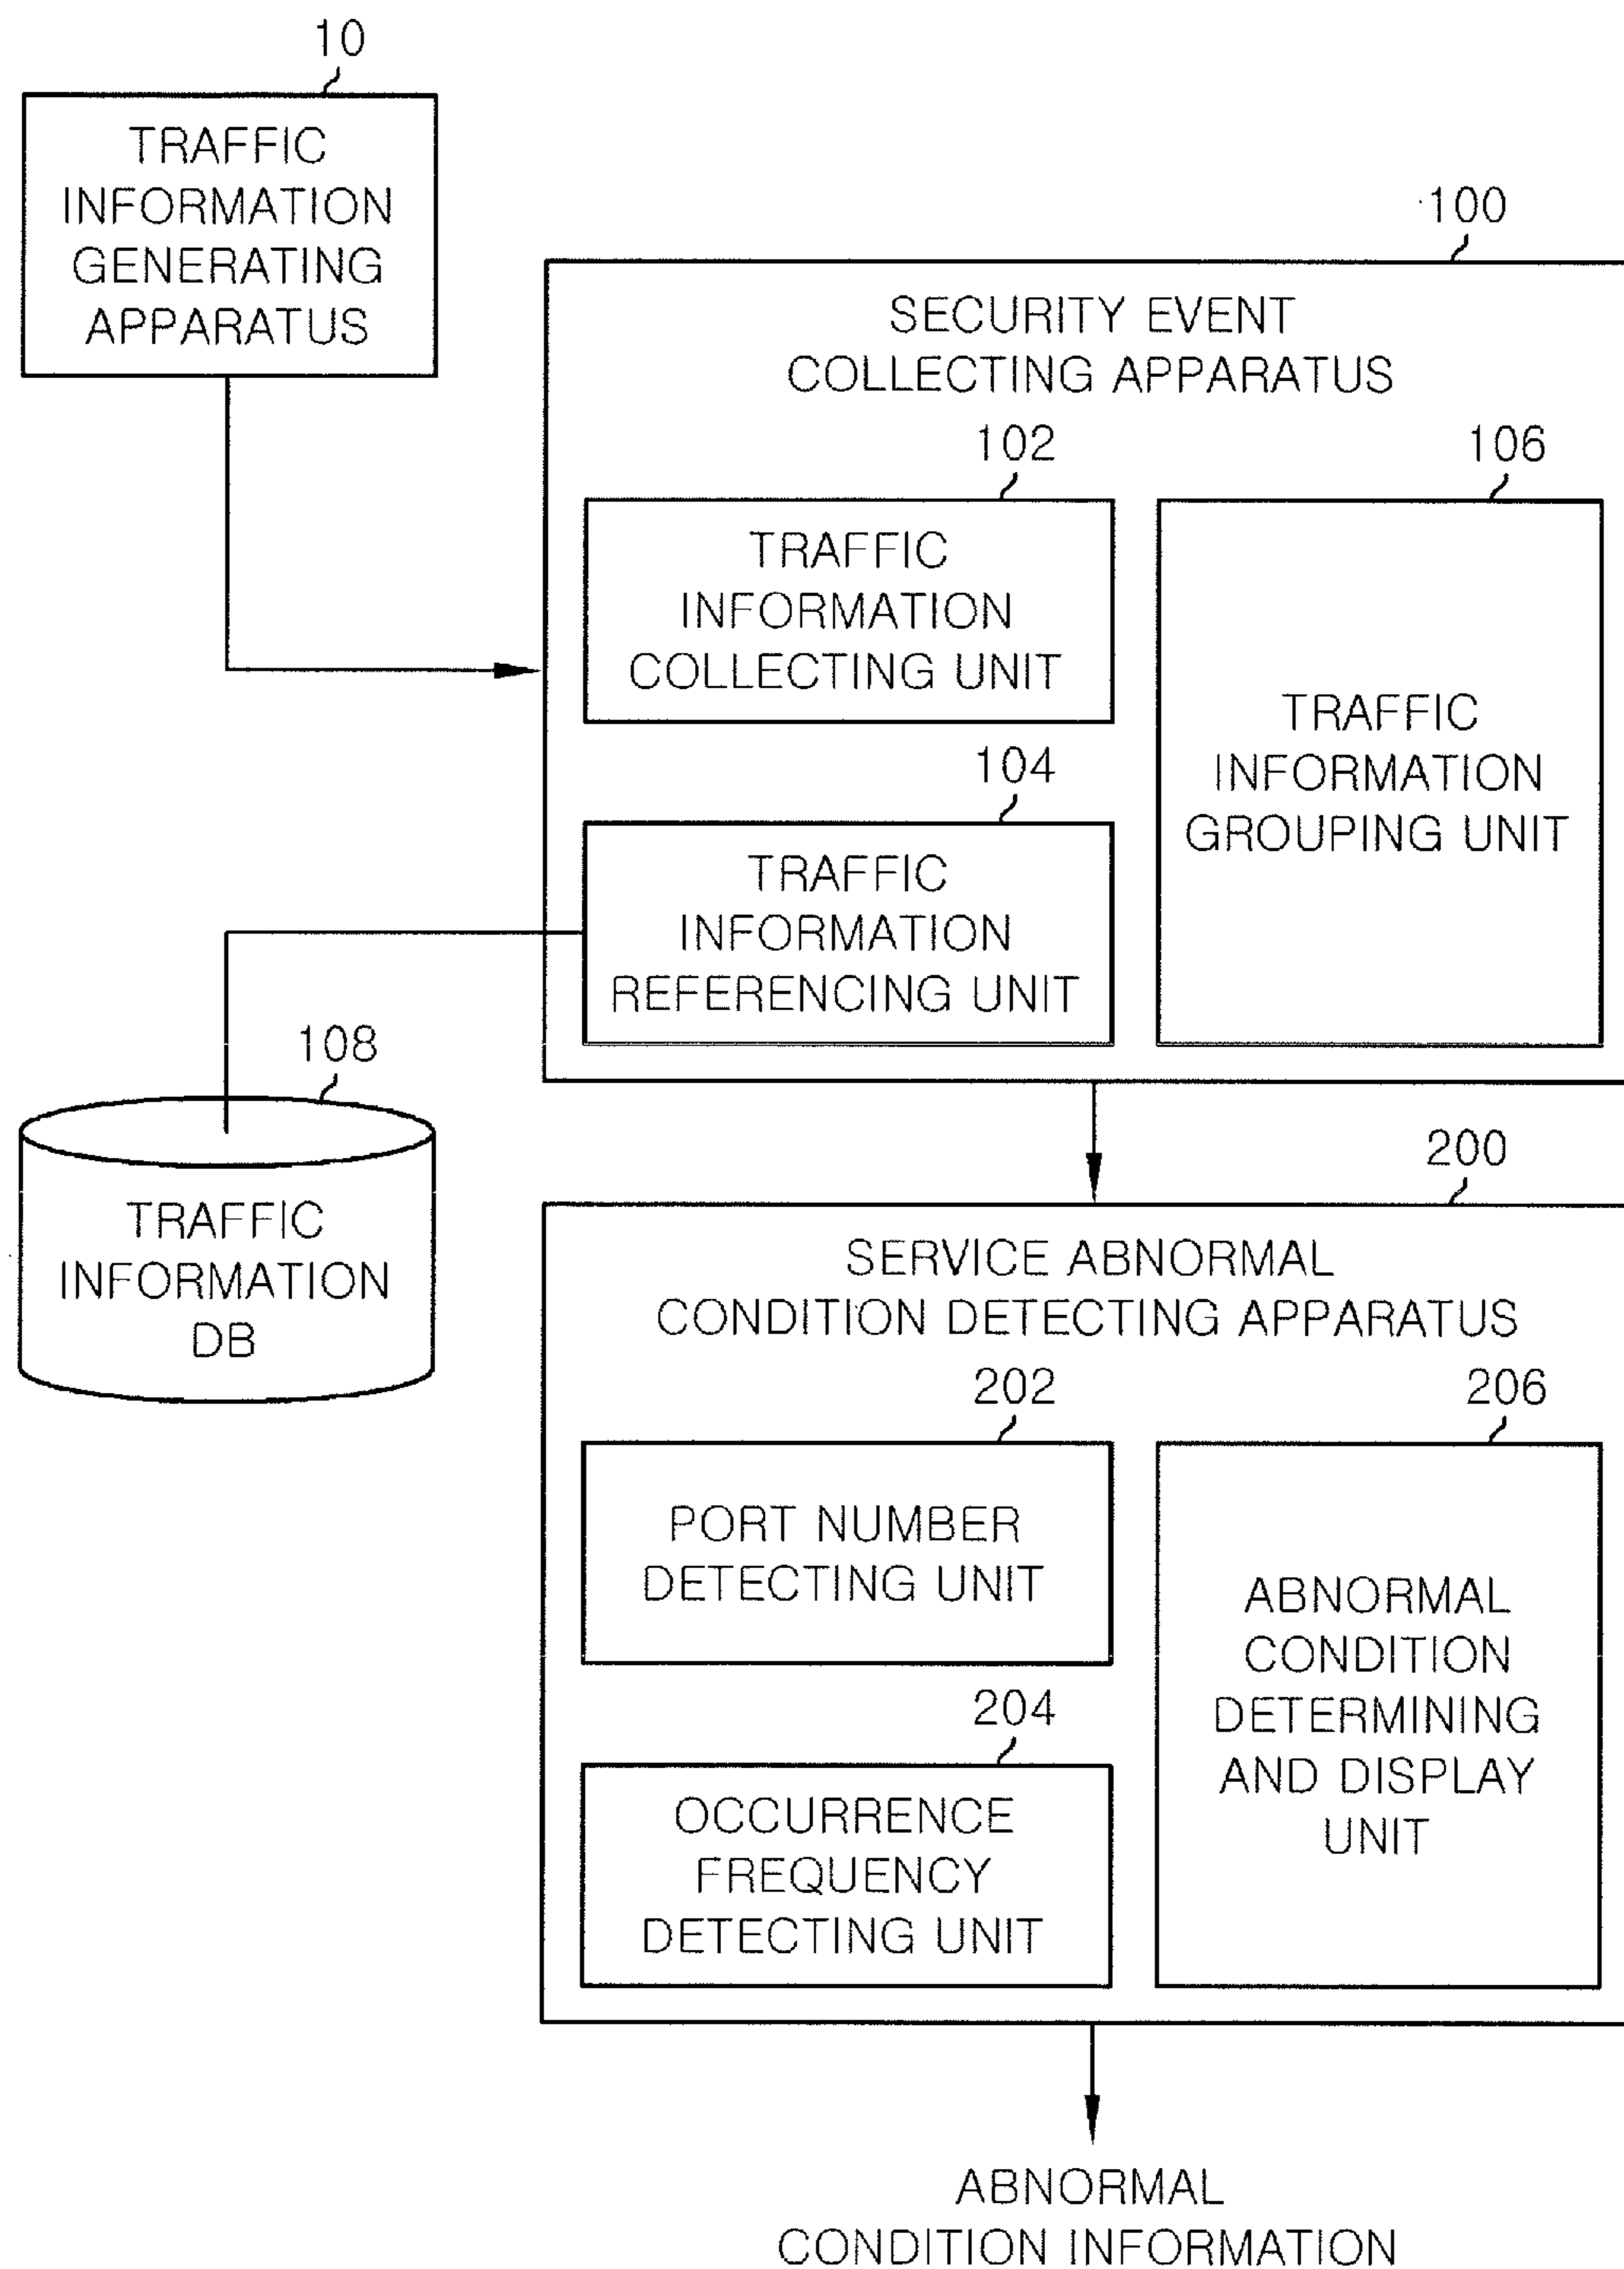 10
TRAFFIC
INFORMATION
GENERATING
APPARATUS
100
SECURITY EVENT
COLLECTING APPARATUS
102
TRAFFIC
INFORMATION
COLLECTING UNIT
106
TRAFFIC
INFORMATION
GROUPING UNIT
104
TRAFFIC
INFORMATION
REFERENCING UNIT
108
TRAFFIC
INFORMATION
DB
200
SERVICE ABNORMAL
CONDITION DETECTING APPARATUS
202
PORT NUMBER
DETECTING UNIT
206
ABNORMAL
CONDITION
DETERMINING
AND DISPLAY
UNIT
204
OCCURRENCE
FREQUENCY
DETECTING UNIT
ABNORMAL
CONDITION INFORMATION